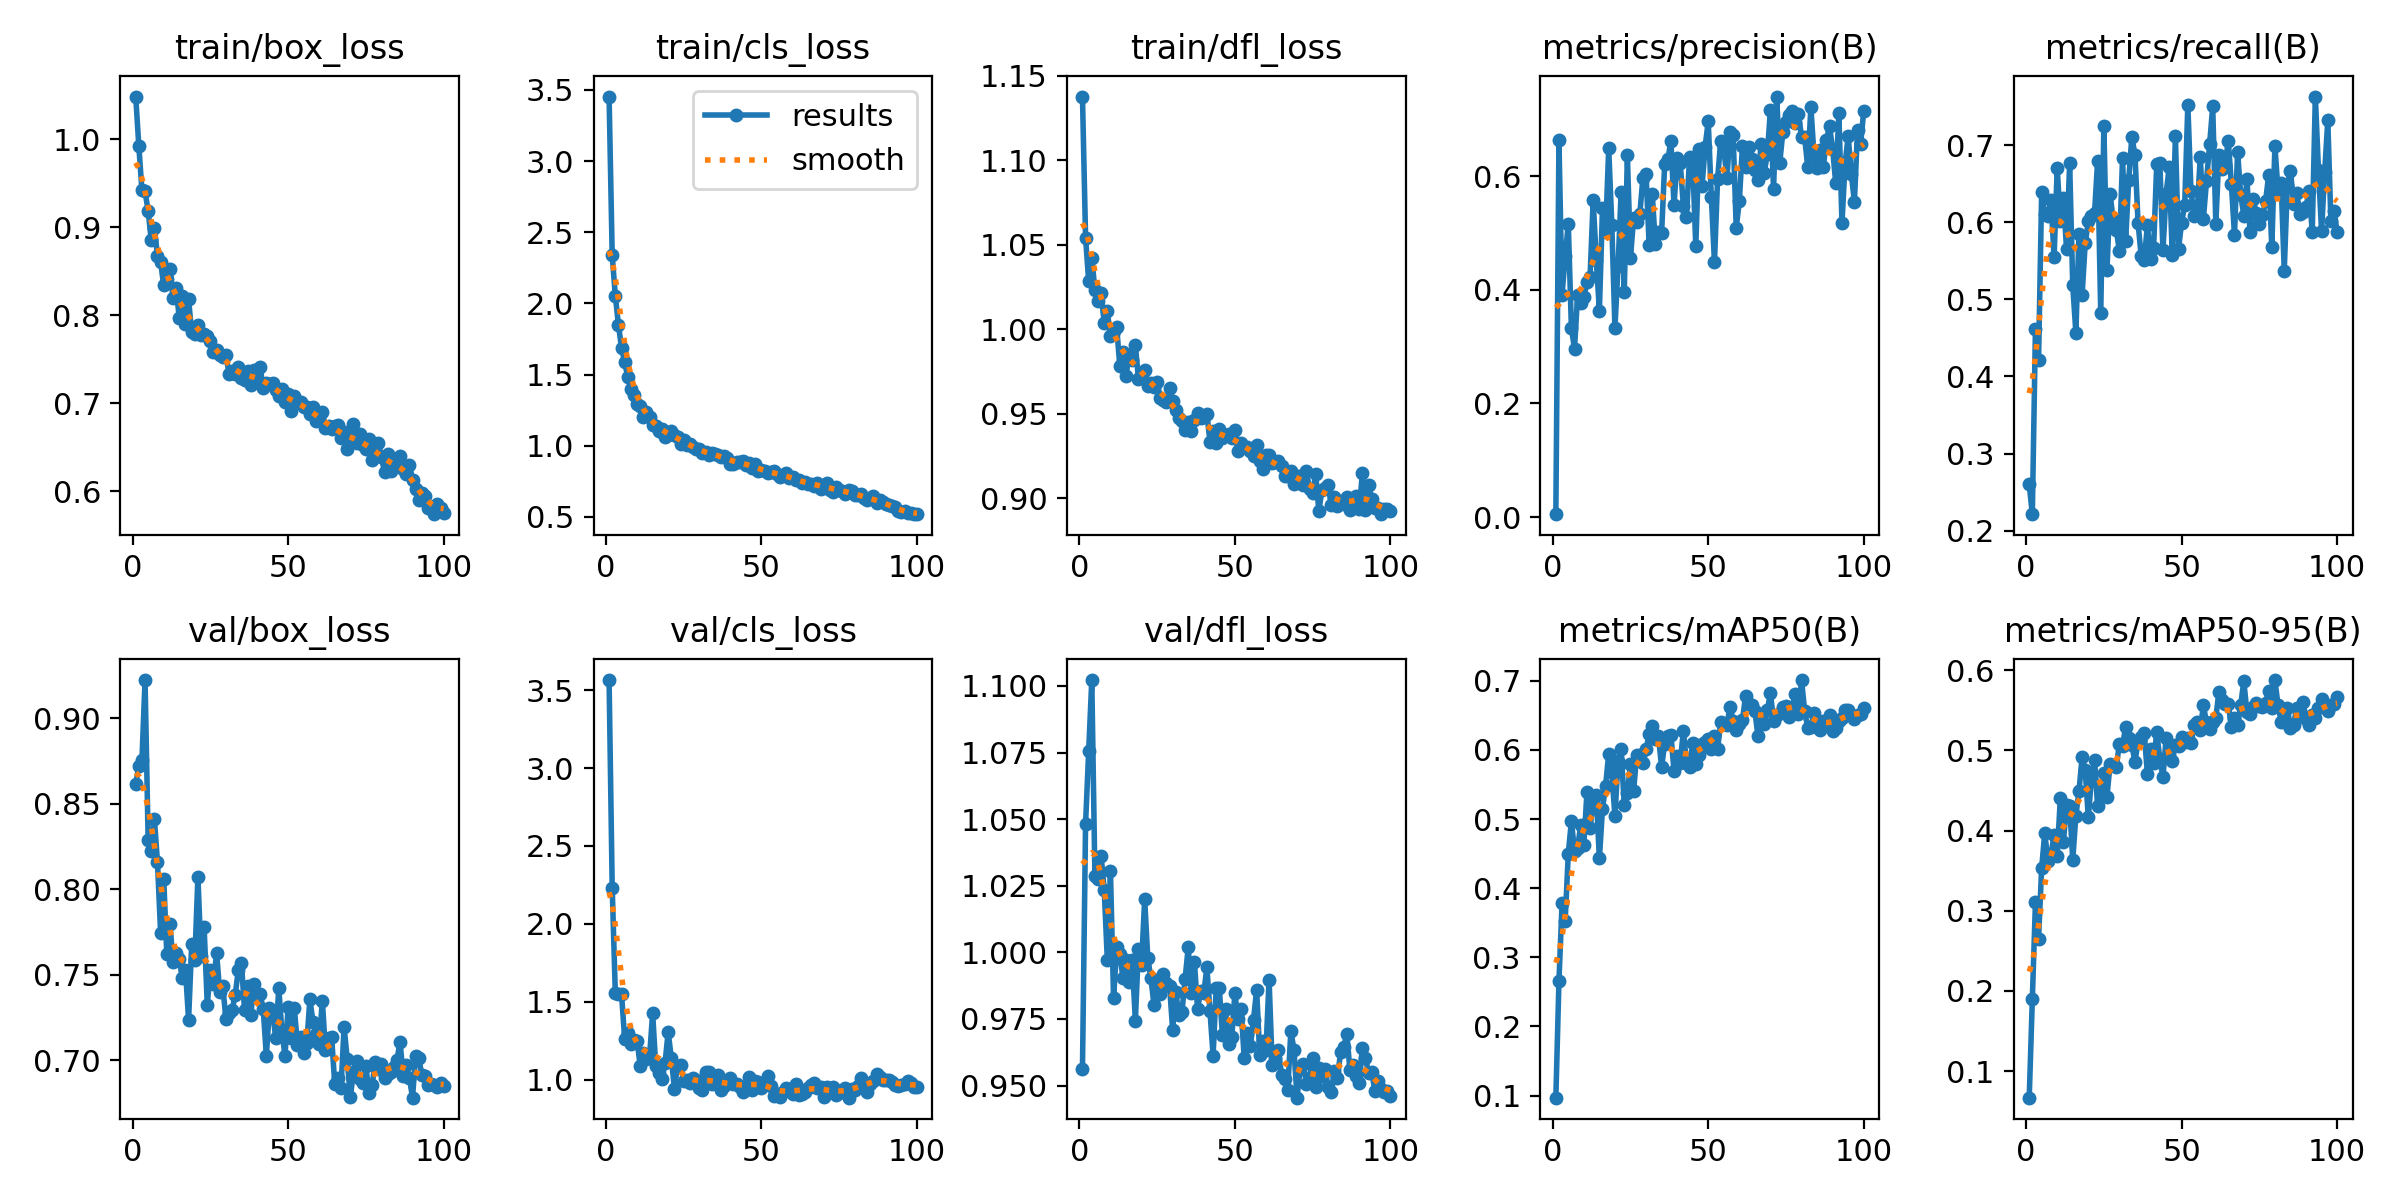 train/box_loss
train/cls_loss
train/dfl_loss
metrics/precision(B)
metrics/recall(B)
results
smooth
1.0
0.9
0.8
0.7
0.6
0 50 100
3.5
3.0
2.5
2.0
1.5
1.0
0.5
0 50 100
1.15
1.10
1.05
1.00
0.95
0.90
0 50 100
0.6
0.4
0.2
0.0
0 50 100
0.7
0.6
0.5
0.4
0.3
0.2
0 50 100
val/box_loss
val/cls_loss
val/dfl_loss
metrics/mAP50(B)
metrics/mAP50-95(B)
0.90
0.85
0.80
0.75
0.70
0 50 100
3.5
3.0
2.5
2.0
1.5
1.0
0 50 100
1.100
1.075
1.050
1.025
1.000
0.975
0.950
0 50 100
0.7
0.6
0.5
0.4
0.3
0.2
0.1
0 50 100
0.6
0.5
0.4
0.3
0.2
0.1
0 50 100